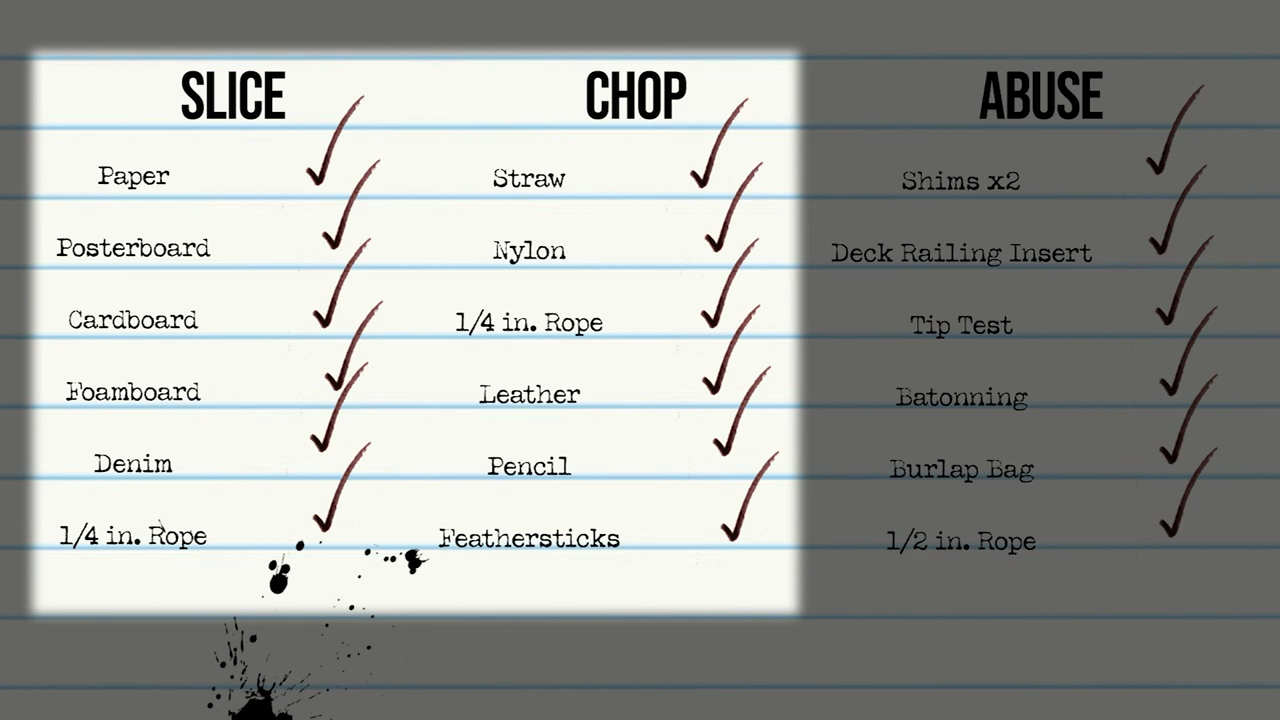 SLICE CHOP ABUSE
Paper Straw Shims x2
Posterboard Nylon Deck Railing Insert
Cardboard 1/4 in. Rope Tip Test
Foamboard Leather Batonning
Denim Pencil Burlap Bag
1/4 in. Rope Feathersticks 1/2 in. Rope